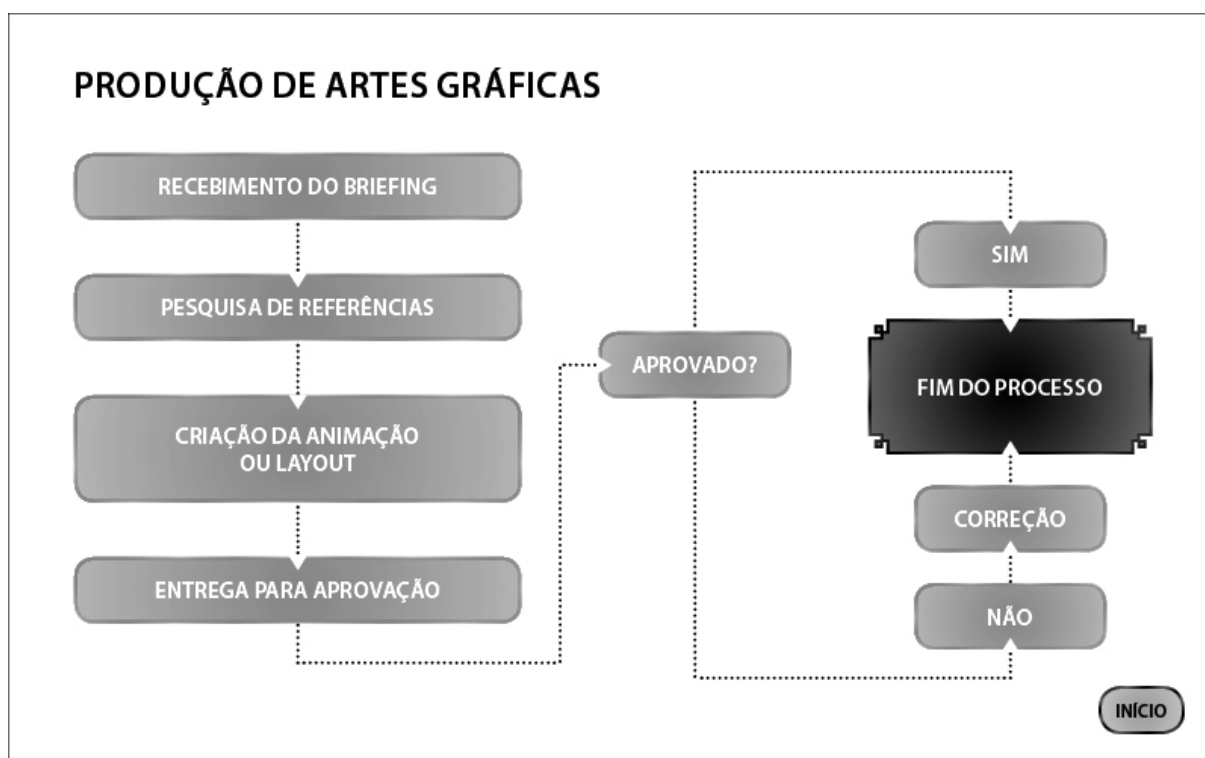 PRODUÇÃO DE ARTES GRÁFICAS
RECEBIMENTO DO BRIEFING
PESQUISA DE REFERÊNCIAS
CRIAÇÃO DA ANIMAÇÃO
OU LAYOUT
ENTREGA PARA APROVAÇÃO
APROVADO?
SIM
FIM DO PROCESSO
CORREÇÃO
NÃO
INÍCIO